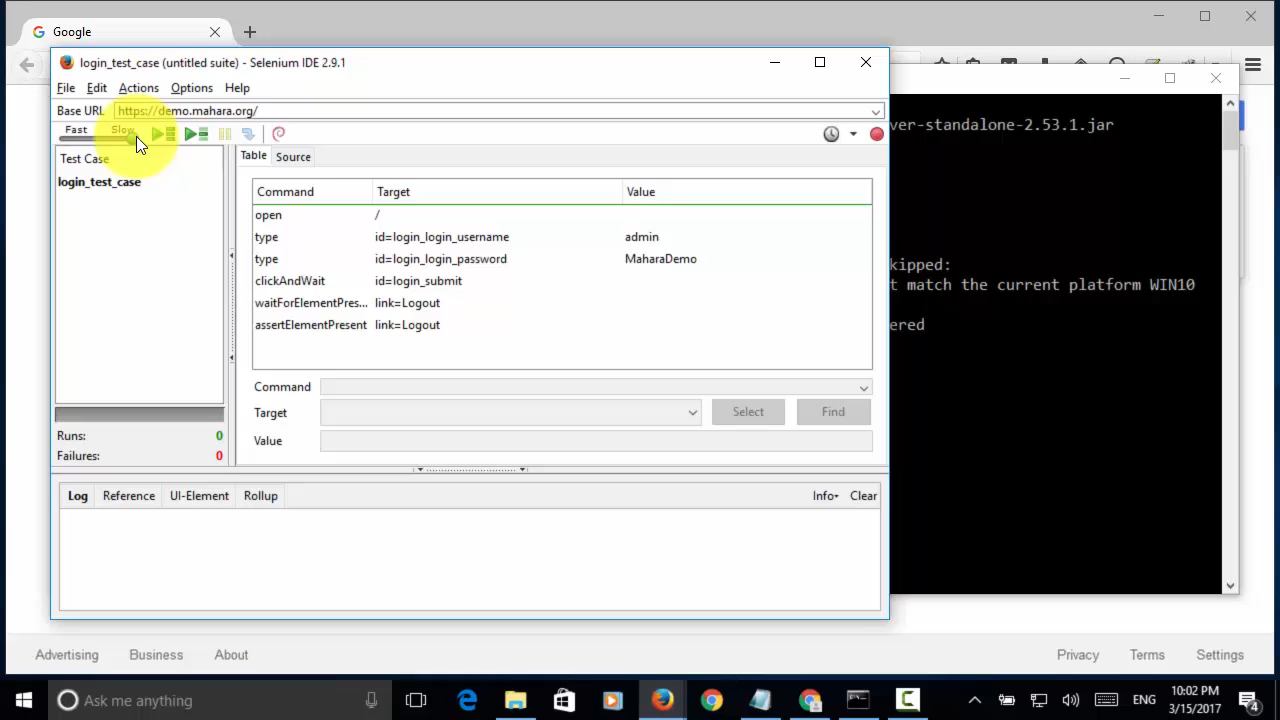 Google
login_test_case (untitled suite) - Selenium IDE 2.9.1
File Edit Actions Options Help
Base URL https://demo.mahara.org/
Fast Slow
Test Case
login_test_case
Table Source
Command Target Value
open /
type id=login_login_username admin
type id=login_login_password MaharaDemo
clickAndWait id=login_submit
waitForElementPres... link=Logout
assertElementPresent link=Logout
Command
Target Select Find
Value
Runs: 0
Failures: 0
Log Reference UI-Element Rollup Info Clear
ver-standalone-2.53.1.jar
kipped:
t match the current platform WIN10
ered
Advertising Business About Privacy Terms Settings
Ask me anything
ENG
10:02 PM
3/15/2017
4